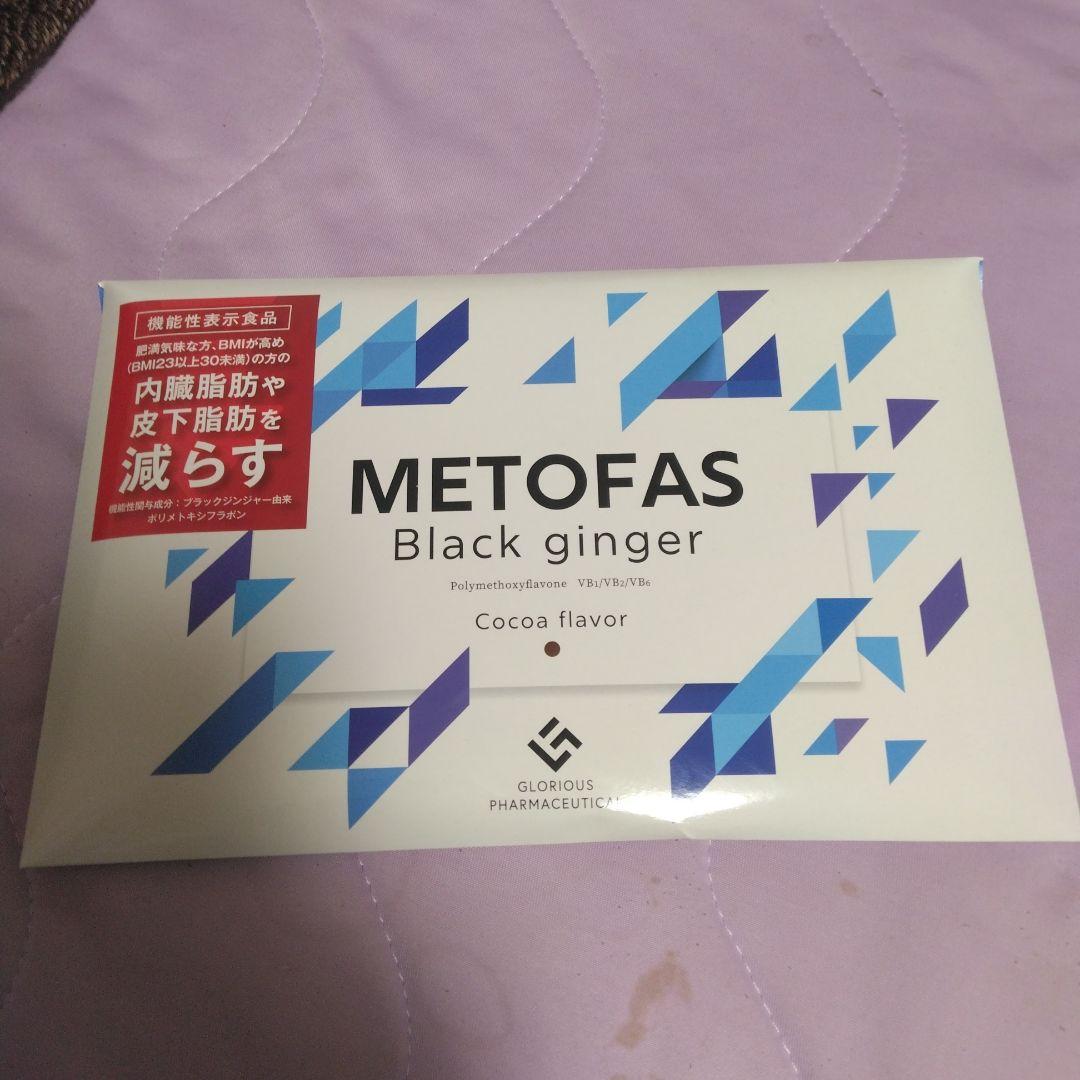 機能性表示食品
肥満気味な方、BMIが高め
(BMI23以上30未満)の方の
内臓脂肪や
皮下脂肪を
減らす
機能性関与成分：ブラックジンジャー由来
ポリメトキシフラボン
METOFAS
Black ginger
Polymethoxyflavone VB1/VB2/VB6
Cocoa flavor
GLORIOUS
PHARMACEUTICAL